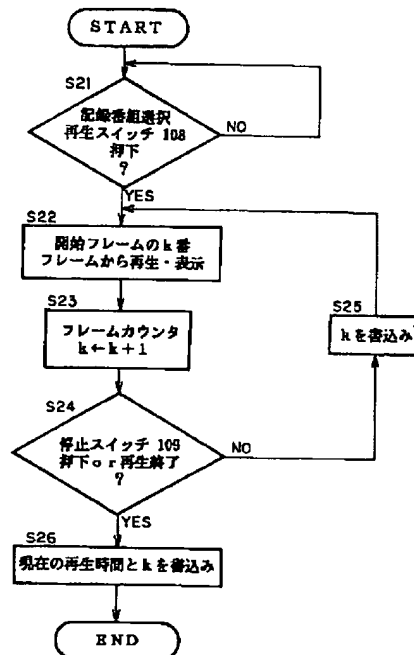 START
S21
記録番組選択
再生スイッチ 108
押下
?
NO
YES
S22
開始フレームのk番
フレームから再生・表示
S23
フレームカウンタ
k←k+1
S25
kを書込み
S24
停止スイッチ 109
押下or再生終了
?
NO
YES
S26
現在の再生時間とkを書込み
END